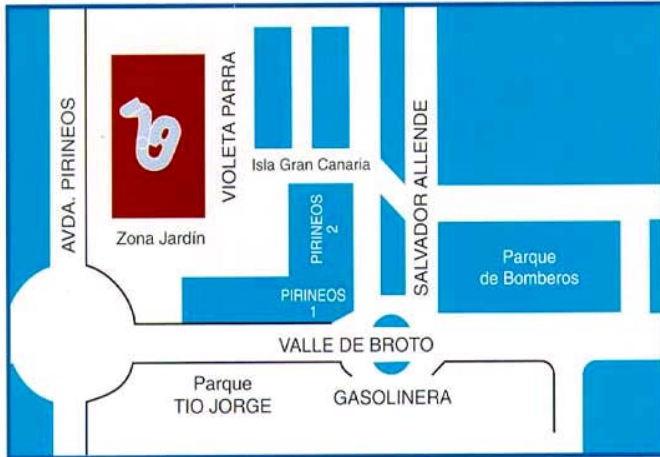 AVDA. PIRINEOS
VIOLETA PARRA
Isla Gran Canaria
SALVADOR ALLENDE
Zona Jardín
PIRINEOS
2
Parque
de Bomberos
PIRINEOS
1
VALLE DE BROTO
Parque
TIO JORGE
GASOLINERA